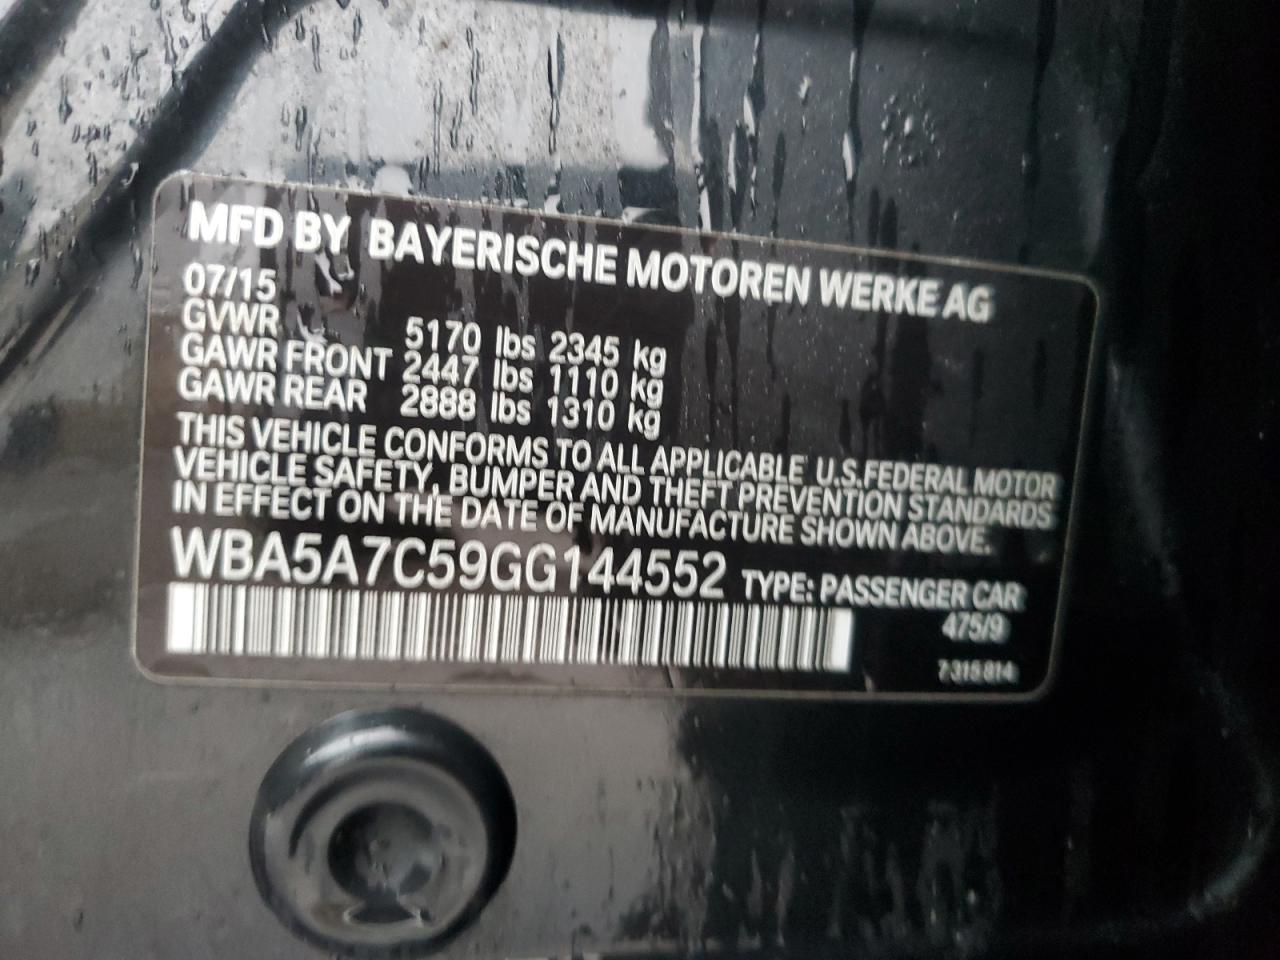 MFD BY BAYERISCHE MOTOREN WERKE AG
07/15
GVWR 5170 lbs 2345 kg
GAWR FRONT 2447 lbs 1110 kg
GAWR REAR 2888 lbs 1310 kg
THIS VEHICLE CONFORMS TO ALL APPLICABLE U.S.FEDERAL MOTOR
VEHICLE SAFETY, BUMPER AND THEFT PREVENTION STANDARDS
IN EFFECT ON THE DATE OF MANUFACTURE SHOWN ABOVE.
WBA5A7C59GG144552 TYPE: PASSENGER CAR
475/9
7 315 814